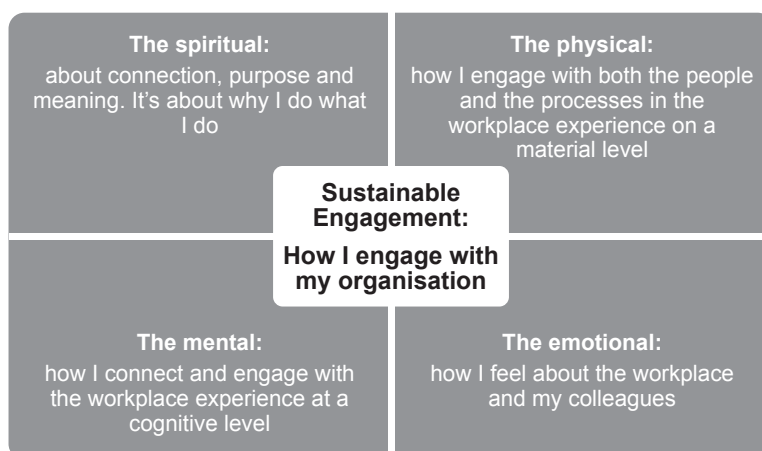 The spiritual:
about connection, purpose and
meaning. It's about why I do what
I do
The physical:
how I engage with both the people
and the processes in the
workplace experience on a
material level
Sustainable
Engagement:
How I engage with
my organisation
The mental:
how I connect and engage with
the workplace experience at a
cognitive level
The emotional:
how I feel about the workplace
and my colleagues